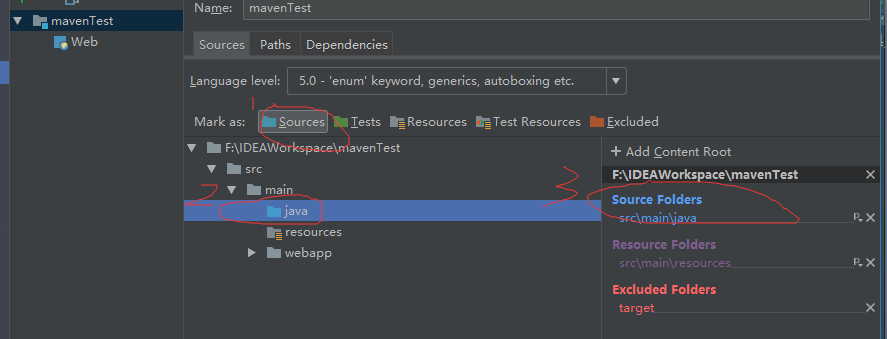 Name: mavenTest
mavenTest
Web
Sources Paths Dependencies
Language level: 5.0 - 'enum' keyword, generics, autoboxing etc.
1
Mark as: Sources Tests Resources Test Resources Excluded
F:\IDEAWorkspace\mavenTest
src
2 main
java
resources
webapp
+ Add Content Root
F:\IDEAWorkspace\mavenTest
3
Source Folders
src\main\java
Resource Folders
src\main\resources
Excluded Folders
target